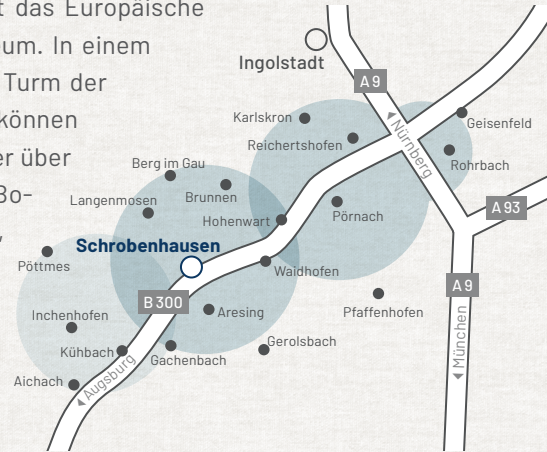 t das Europäische
um. In einem
Turm der
können
er über
Bo-
Ingolstadt
A 9
Karlskron
Geisenfeld
Nürnberg
Reichertshofen
Rohrbach
Berg im Gau
Brunnen
Langenmosen
A 93
Hohenwart
Pörnach
Schrobenhausen
Pöttmes
Waidhofen
A 9
B 300
Aresing
Pfaffenhofen
Inchenhofen
München
Gerolsbach
Kühbach
Gachenbach
Aichach
Augsburg